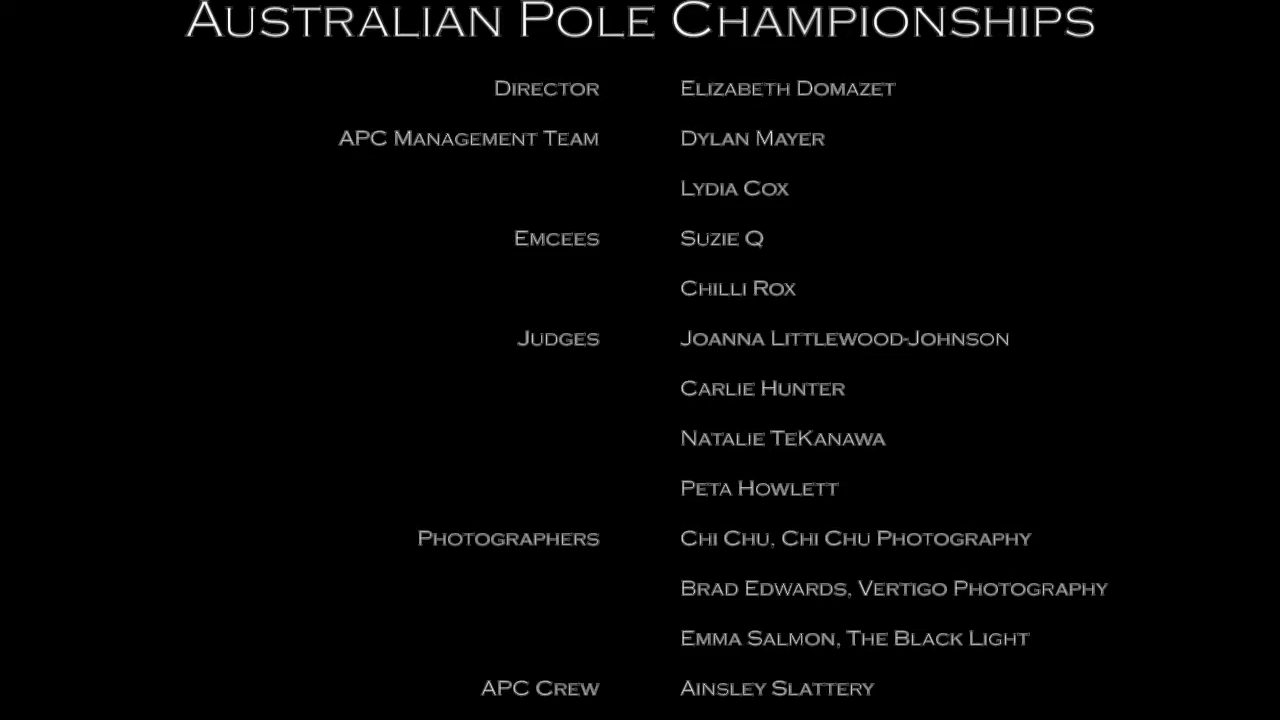 AUSTRALIAN POLE CHAMPIONSHIPS
DIRECTOR ELIZABETH DOMAZET
APC MANAGEMENT TEAM DYLAN MAYER
LYDIA COX
EMCEES SUZIE Q
CHILLI ROX
JUDGES JOANNA LITTLEWOOD-JOHNSON
CARLIE HUNTER
NATALIE TEKANAWA
PETA HOWLETT
PHOTOGRAPHERS CHI CHU, CHI CHU PHOTOGRAPHY
BRAD EDWARDS, VERTIGO PHOTOGRAPHY
EMMA SALMON, THE BLACK LIGHT
APC CREW AINSLEY SLATTERY